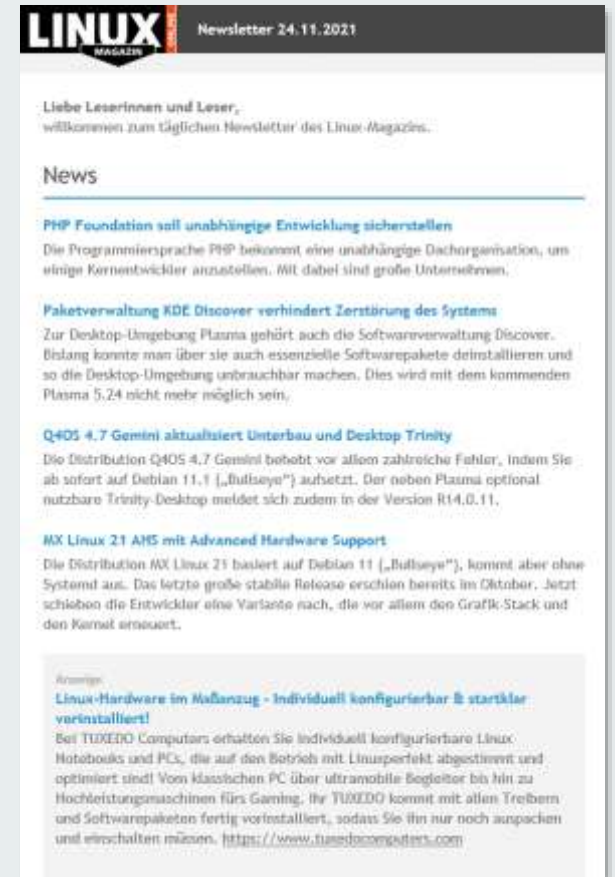 LINUX
MAGAZIN
ONLINE
Newsletter 24.11.2021
Liebe Leserinnen und Leser,
willkommen zum täglichen Newsletter des Linux-Magazins.
News
PHP Foundation soll unabhängige Entwicklung sicherstellen
Die Programmiersprache PHP bekommt eine unabhängige Dachorganisation, um
einige Kernentwickler anzustellen. Mit dabei sind große Unternehmen.
Paketverwaltung KDE Discover verhindert Zerstörung des Systems
Zur Desktop-Umgebung Plasma gehört auch die Softwareverwaltung Discover.
Bislang konnte man über sie auch essenzielle Softwarepakete deinstallieren und
so die Desktop-Umgebung unbrauchbar machen. Dies wird mit dem kommenden
Plasma 5.24 nicht mehr möglich sein.
Q4OS 4.7 Gemini aktualisiert Unterbau und Desktop Trinity
Die Distribution Q4OS 4.7 Gemini behebt vor allem zahlreiche Fehler, indem Sie
ab sofort auf Debian 11.1 („Bullseye") aufsetzt. Der neben Plasma optional
nutzbare Trinity-Desktop meldet sich zudem in der Version R14.0.11.
MX Linux 21 AHS mit Advanced Hardware Support
Die Distribution MX Linux 21 basiert auf Debian 11 („Bullseye"), kommt aber ohne
Systemd aus. Das letzte große stabile Release erschien bereits im Oktober. Jetzt
schieben die Entwickler eine Variante nach, die vor allem den Grafik-Stack und
den Kernel erneuert.
Anzeige
Linux-Hardware im Maßanzug - Individuell konfigurierbar & startklar
vorinstalliert!
Bei TUXEDO Computers erhalten Sie individuell konfigurierbare Linux
Notebooks und PCs, die auf den Betrieb mit Linuxperfekt abgestimmt und
optimiert sind! Vom klassischen PC über ultramobile Begleiter bis hin zu
Hochleistungsmaschinen fürs Gaming. Ihr TUXEDO kommt mit allen Treibern
und Softwarepaketen fertig vorinstalliert, sodass Sie ihn nur noch auspacken
und einschalten müssen. https://www.tuxedocomputers.com